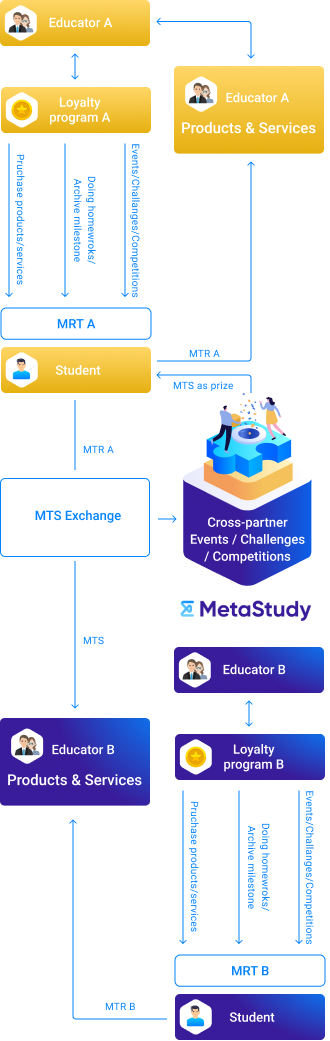 Educator A
Loyalty
program A
Educator A
Products & Services
Pruchase products/services
Doing homewroks/
Archive milestone
Events/Challanges/Competitions
MRT A
Student
MTR A
MTS as prize
MTR A
MTS Exchange
Cross-partner
Events / Challenges
/ Competitions
MetaStudy
MTS
Educator B
Loyalty
program B
Educator B
Products & Services
Pruchase products/services
Doing homewroks/
Archive milestone
Events/Challanges/Competitions
MRT B
MTR B
Student